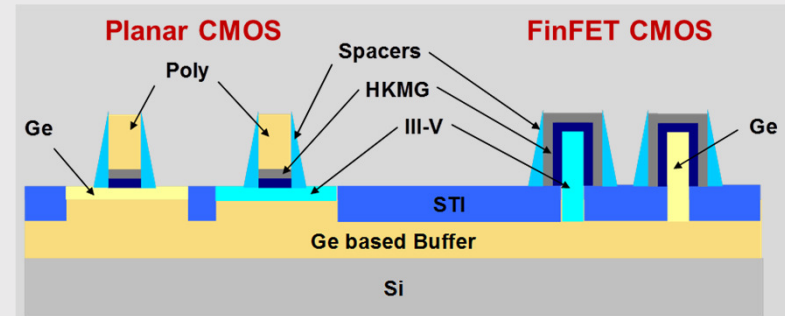 Planar CMOS
FinFET CMOS
Spacers
Poly
HKMG
Ge
III-V
Ge
STI
Ge based Buffer
Si